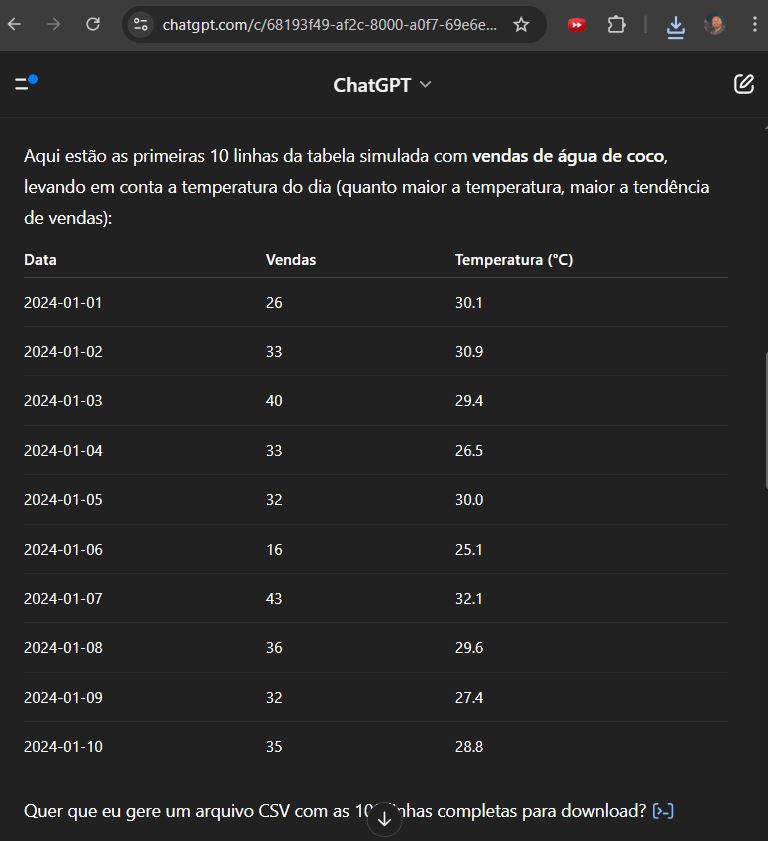 chatgpt.com/c/68193f49-af2c-8000-a0f7-69e6e...
ChatGPT
Aqui estão as primeiras 10 linhas da tabela simulada com vendas de água de coco,
levando em conta a temperatura do dia (quanto maior a temperatura, maior a tendência
de vendas):
Data Vendas Temperatura (°C)
2024-01-01 26 30.1
2024-01-02 33 30.9
2024-01-03 40 29.4
2024-01-04 33 26.5
2024-01-05 32 30.0
2024-01-06 16 25.1
2024-01-07 43 32.1
2024-01-08 36 29.6
2024-01-09 32 27.4
2024-01-10 35 28.8
Quer que eu gere um arquivo CSV com as linhas completas para download?